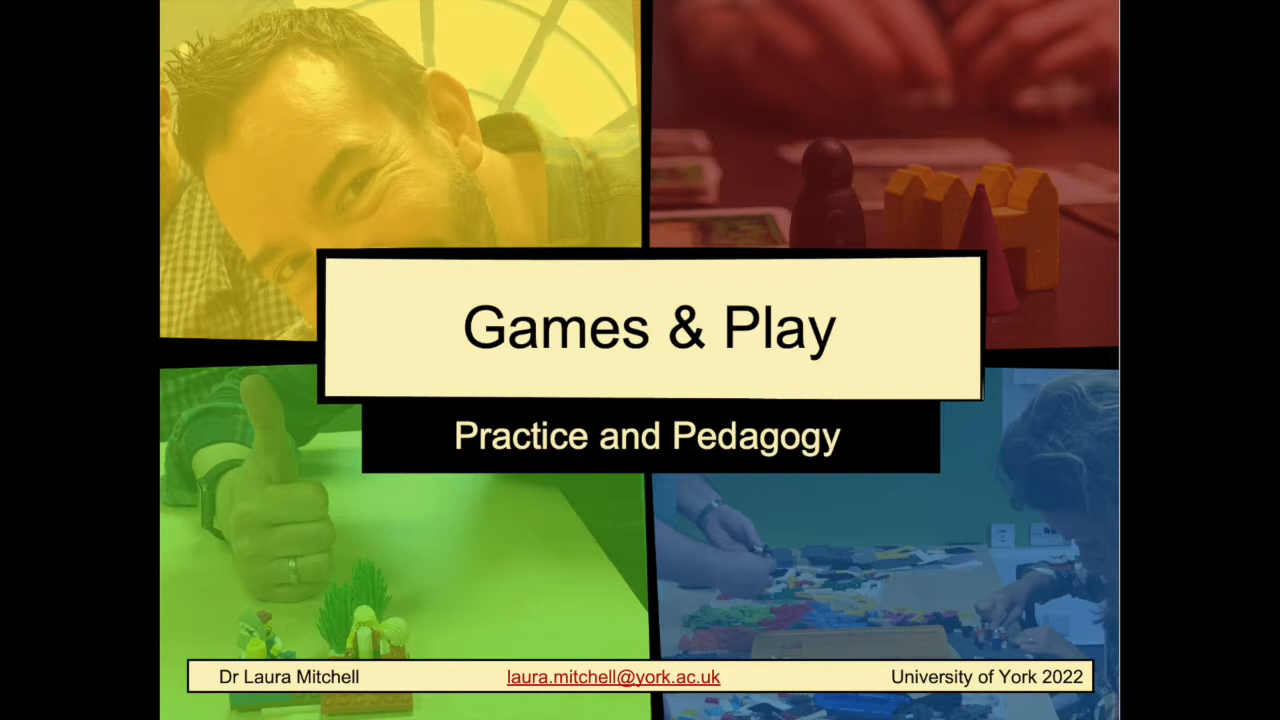 Games & Play
Practice and Pedagogy
Dr Laura Mitchell laura.mitchell@york.ac.uk University of York 2022